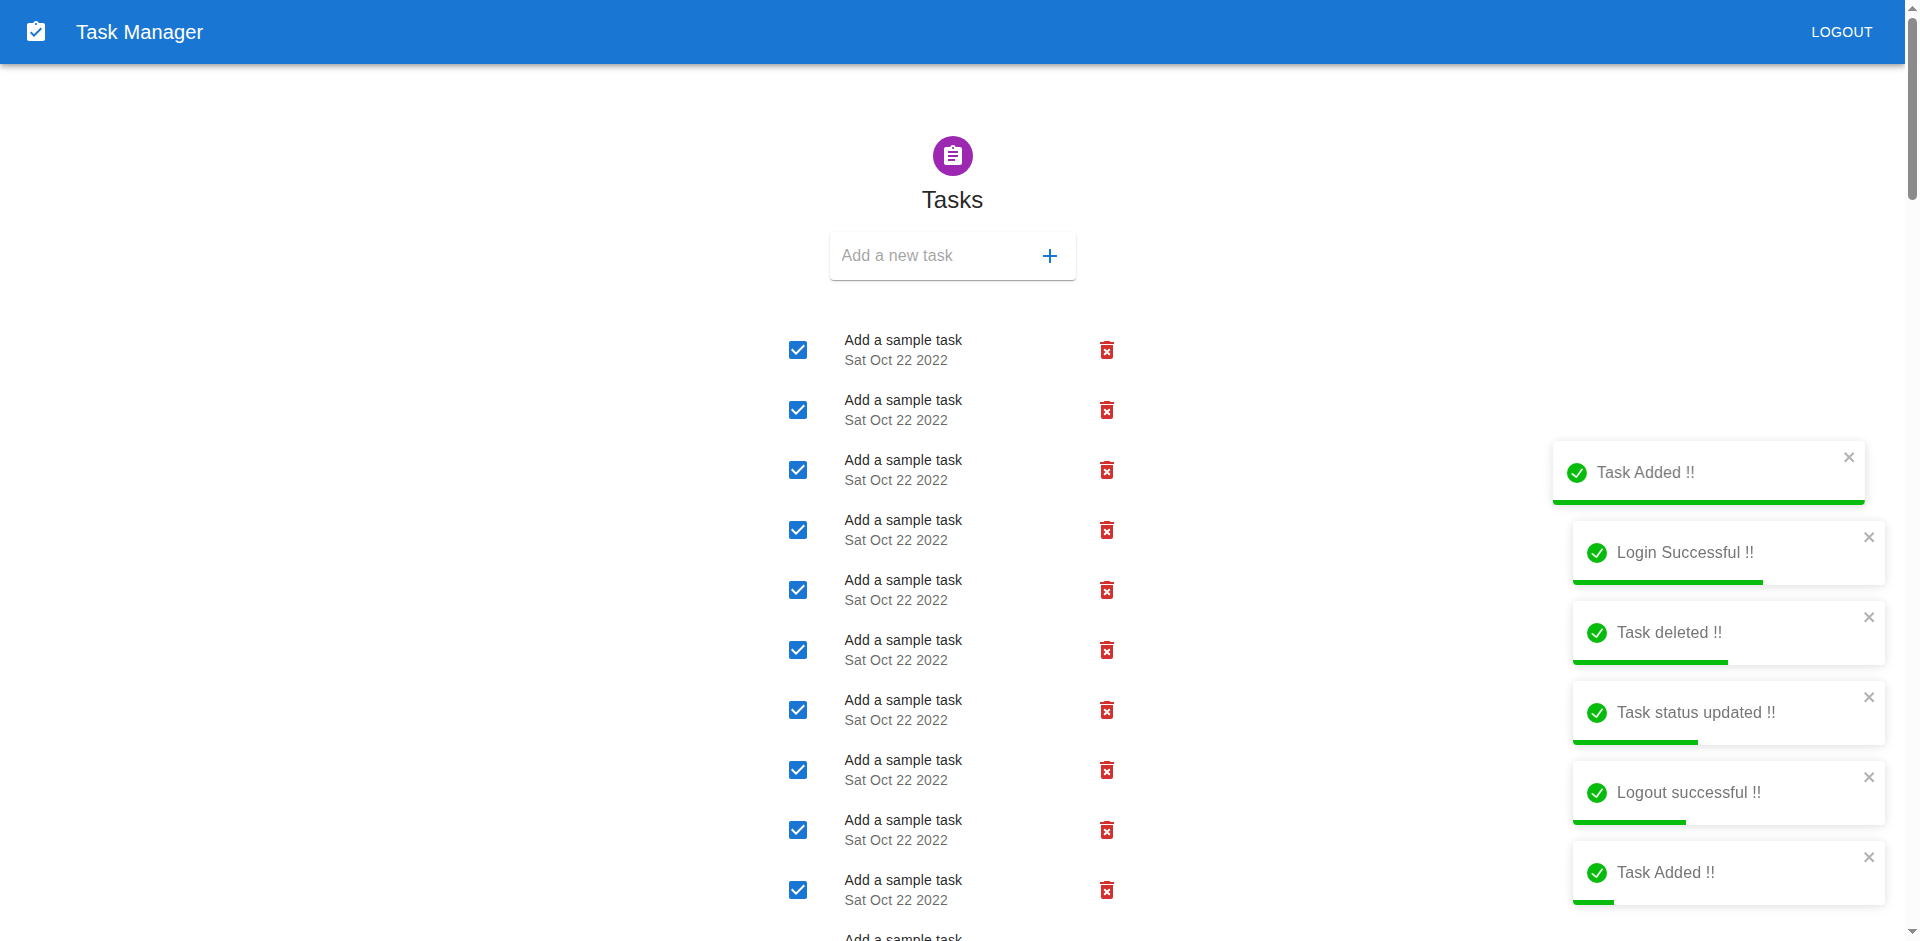 Task Manager
LOGOUT
Tasks
Add a new task
Add a sample task
Sat Oct 22 2022
Add a sample task
Sat Oct 22 2022
Add a sample task
Sat Oct 22 2022
Add a sample task
Sat Oct 22 2022
Add a sample task
Sat Oct 22 2022
Add a sample task
Sat Oct 22 2022
Add a sample task
Sat Oct 22 2022
Add a sample task
Sat Oct 22 2022
Add a sample task
Sat Oct 22 2022
Add a sample task
Sat Oct 22 2022
Add a sample task
Task Added !!
Login Successful !!
Task deleted !!
Task status updated !!
Logout successful !!
Task Added !!